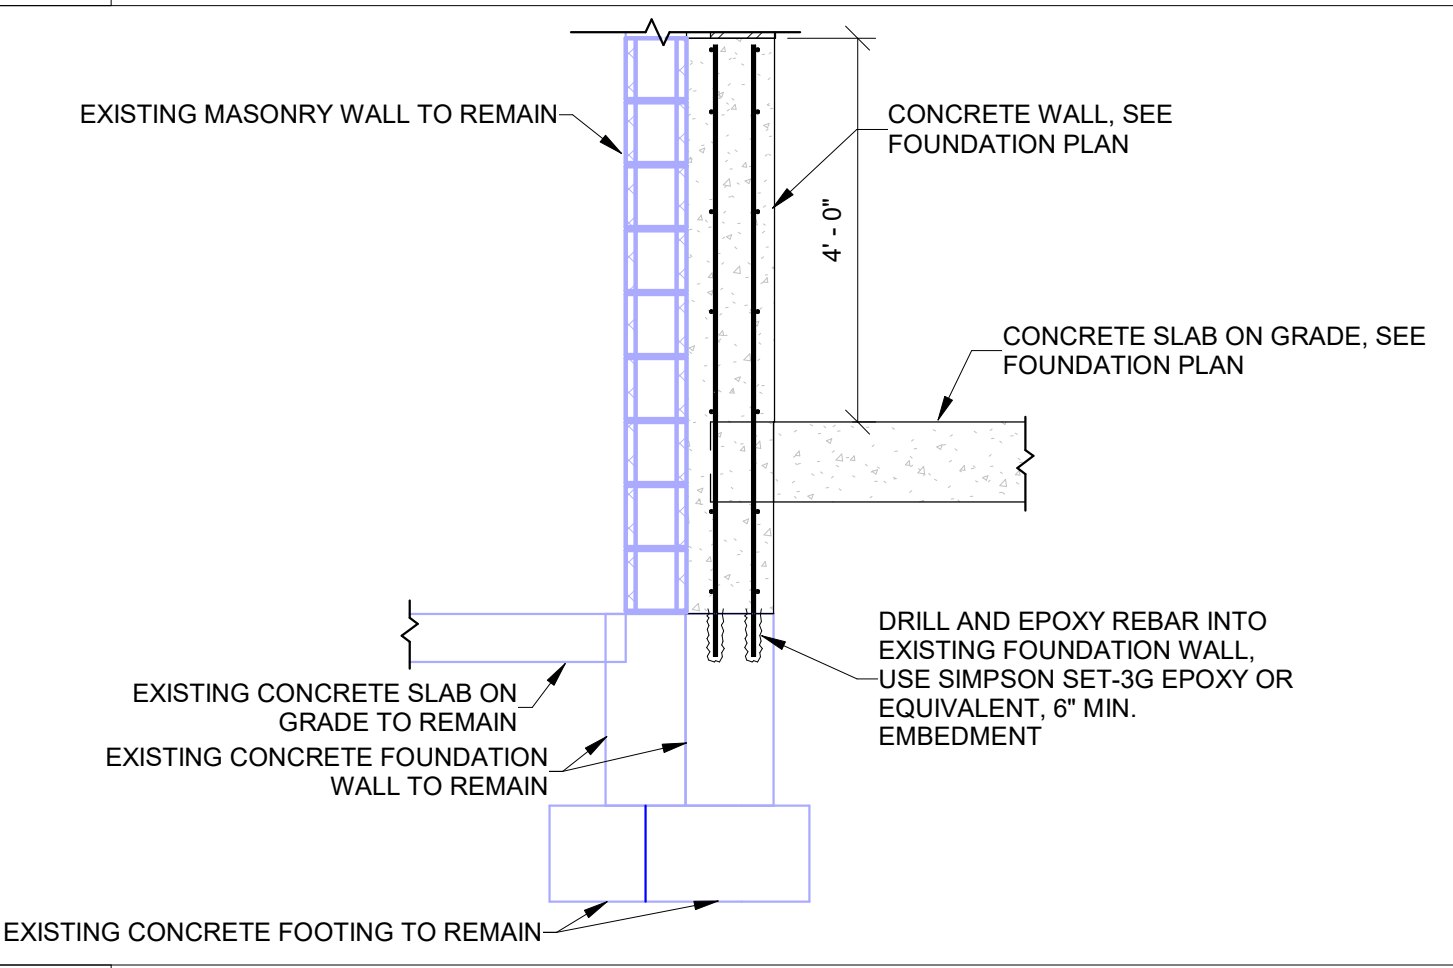 EXISTING MASONRY WALL TO REMAIN
CONCRETE WALL, SEE
FOUNDATION PLAN
4' - 0"
CONCRETE SLAB ON GRADE, SEE
FOUNDATION PLAN
DRILL AND EPOXY REBAR INTO
EXISTING FOUNDATION WALL,
USE SIMPSON SET-3G EPOXY OR
EQUIVALENT, 6" MIN.
EMBEDMENT
EXISTING CONCRETE SLAB ON
GRADE TO REMAIN
EXISTING CONCRETE FOUNDATION
WALL TO REMAIN
EXISTING CONCRETE FOOTING TO REMAIN